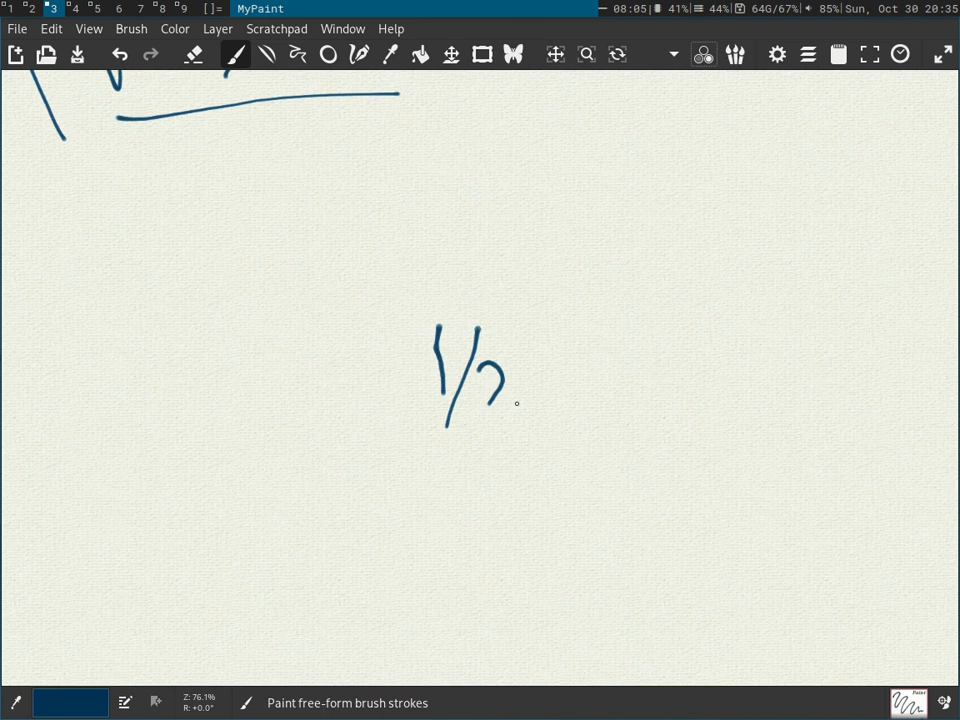 1 2 3 4 5 6 7 8 9 []= MyPaint 08:05 41% 44% 64G/67% 85% Sun, Oct 30 20:35
File Edit View Brush Color Layer Scratchpad Window Help
Z: 76.1%
R: +0.0°
Paint free-form brush strokes